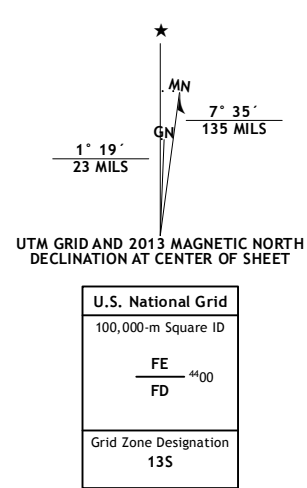 ★
MN
GN
7° 35´
135 MILS
1° 19´
23 MILS
UTM GRID AND 2013 MAGNETIC NORTH
DECLINATION AT CENTER OF SHEET
U.S. National Grid
100,000-m Square ID
FE
4400
FD
Grid Zone Designation
13S